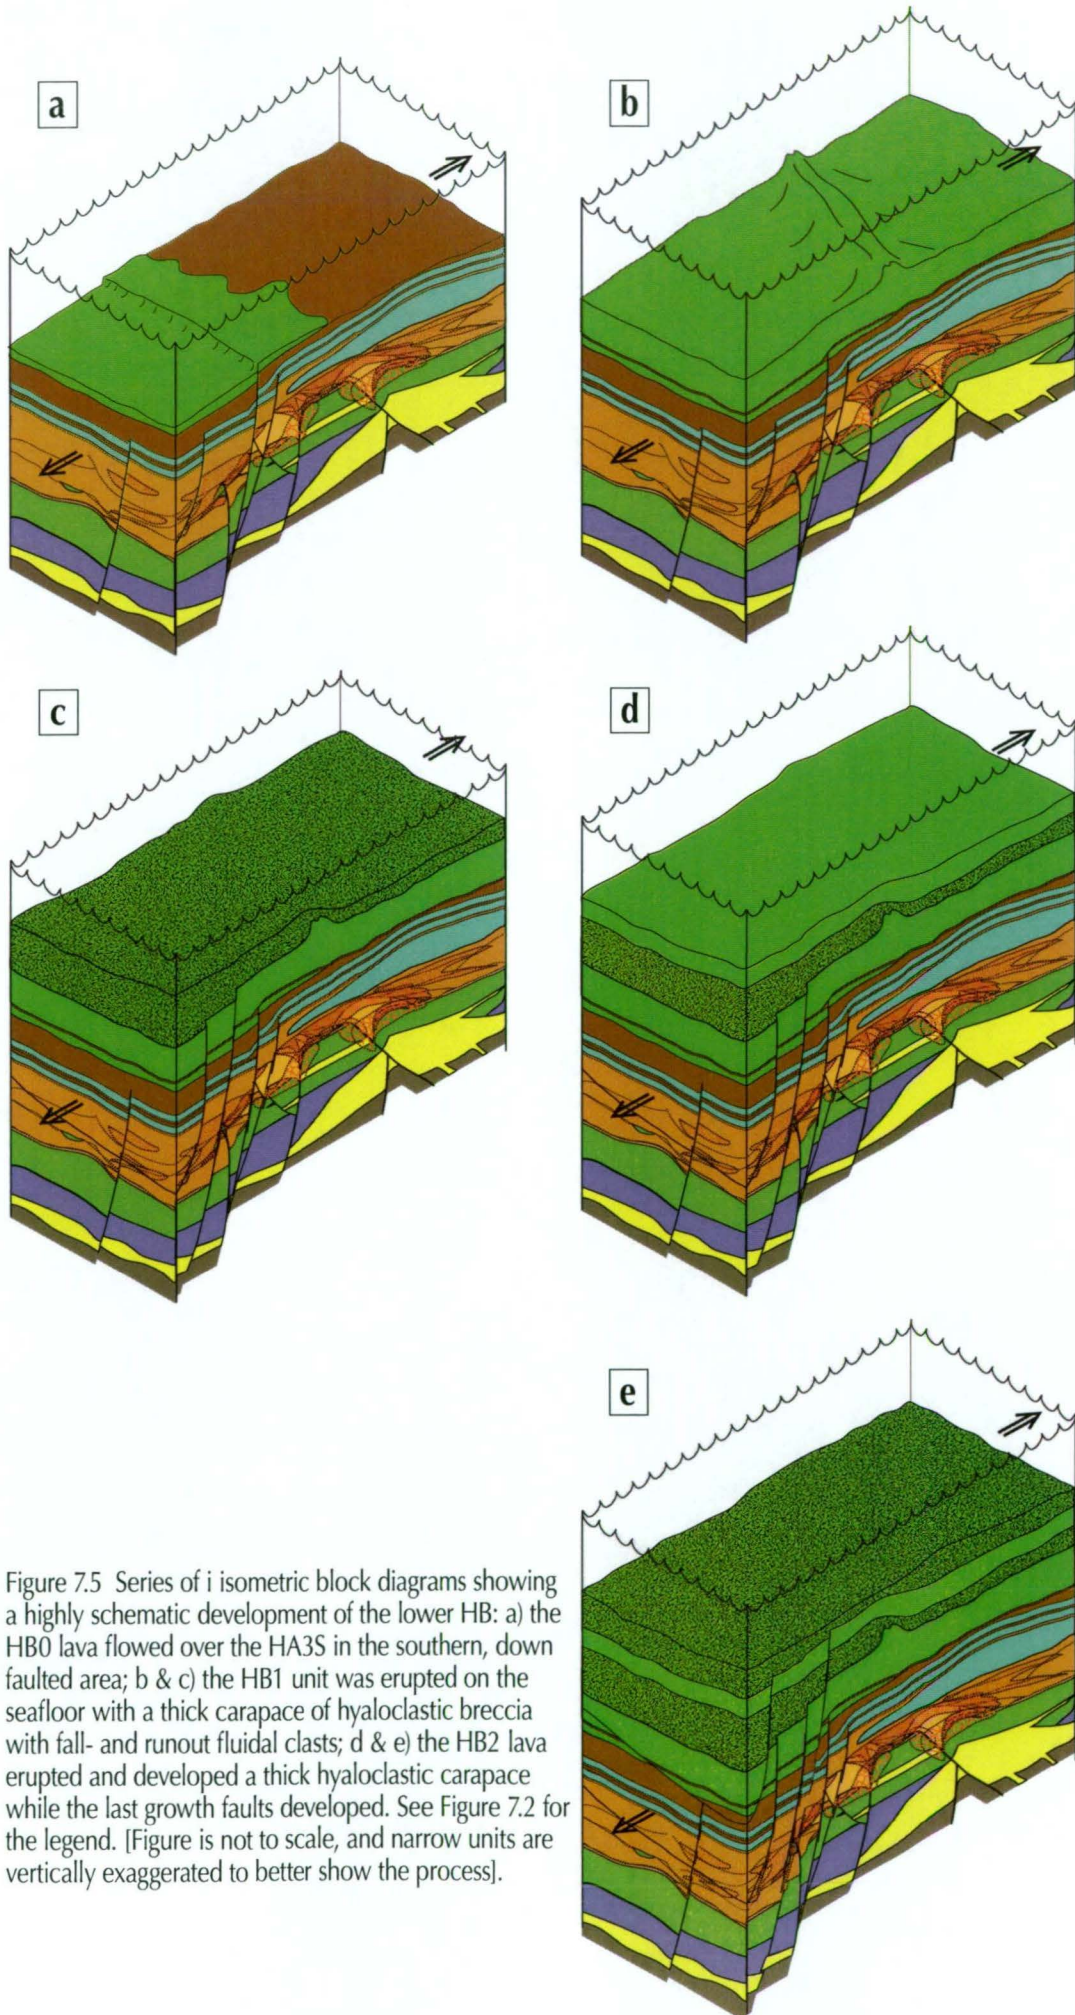 a
b
c
d
e
Figure 7.5 Series of i isometric block diagrams showing
a highly schematic development of the lower HB: a) the
HB0 lava flowed over the HA3S in the southern, down
faulted area; b & c) the HB1 unit was erupted on the
seafloor with a thick carapace of hyaloclastic breccia
with fall- and runout fluidal clasts; d & e) the HB2 lava
erupted and developed a thick hyaloclastic carapace
while the last growth faults developed. See Figure 7.2 for
the legend. [Figure is not to scale, and narrow units are
vertically exaggerated to better show the process].